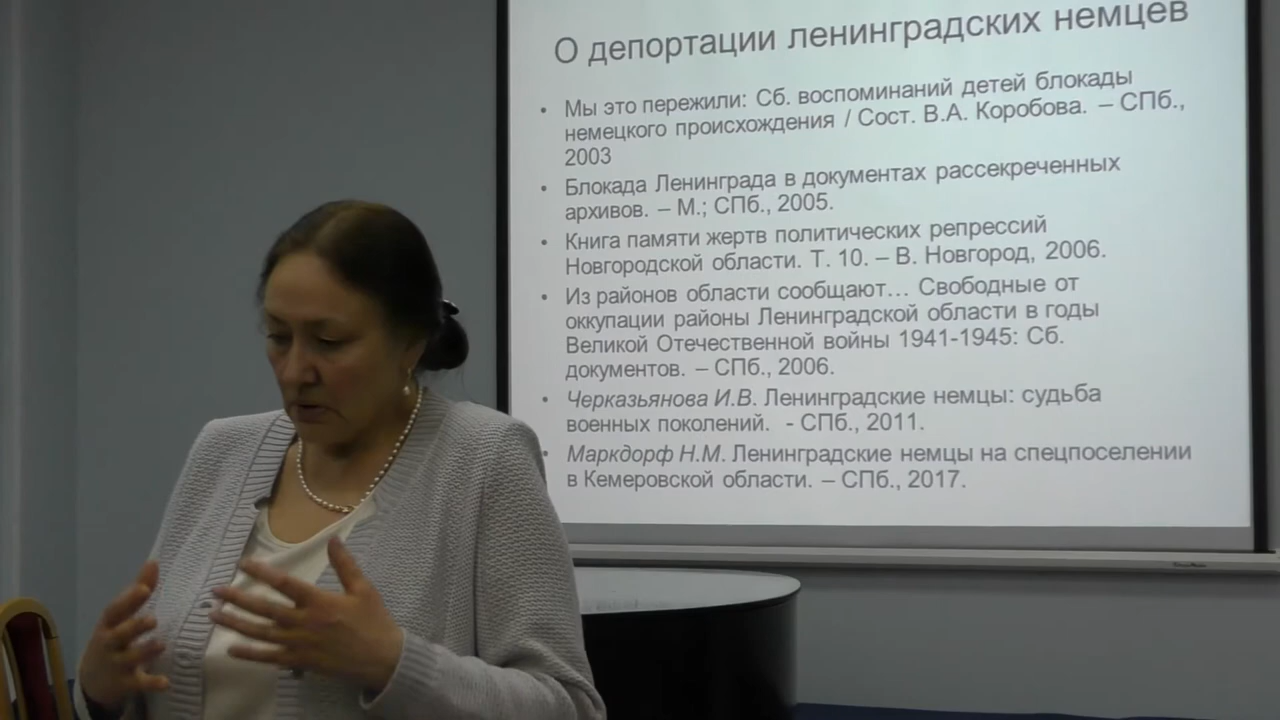 О депортации ленинградских немцев
• Мы это пережили: Сб. воспоминаний детей блокады
немецкого происхождения / Сост. В.А. Коробова. – СПб.,
2003
• Блокада Ленинграда в документах рассекреченных
архивов. – М.; СПб., 2005.
• Книга памяти жертв политических репрессий
Новгородской области. Т. 10. – В. Новгород, 2006.
• Из районов области сообщают… Свободные от
оккупации районы Ленинградской области в годы
Великой Отечественной войны 1941-1945: Сб.
документов. – СПб., 2006.
• Черказьянова И.В. Ленинградские немцы: судьба
военных поколений. - СПб., 2011.
• Маркдорф Н.М. Ленинградские немцы на спецпоселении
в Кемеровской области. – СПб., 2017.